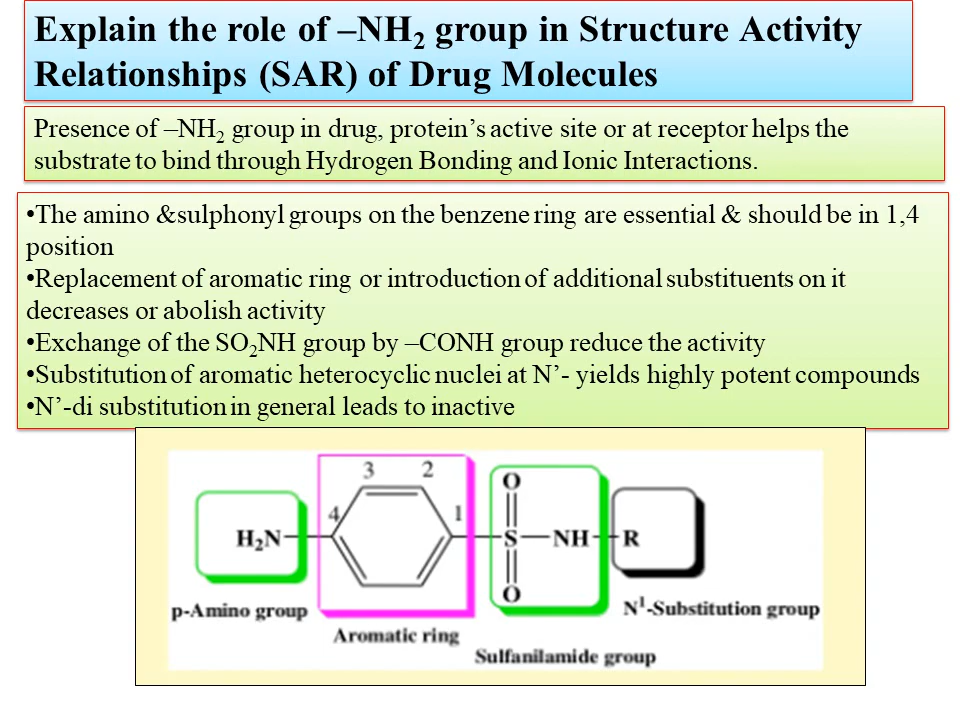 Explain the role of –NH2 group in Structure Activity
Relationships (SAR) of Drug Molecules
Presence of –NH2 group in drug, protein’s active site or at receptor helps the
substrate to bind through Hydrogen Bonding and Ionic Interactions.
•The amino &sulphonyl groups on the benzene ring are essential & should be in 1,4
position
•Replacement of aromatic ring or introduction of additional substituents on it
decreases or abolish activity
•Exchange of the SO2NH group by –CONH group reduce the activity
•Substitution of aromatic heterocyclic nuclei at N’- yields highly potent compounds
•N’-di substitution in general leads to inactive
3 2
O
4 1
H2N S NH R
O
p-Amino group
N1-Substitution group
Aromatic ring
Sulfanilamide group